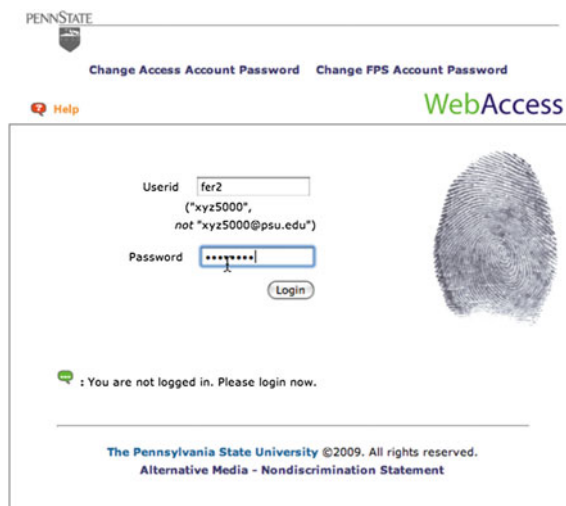 PENNSTATE
Change Access Account Password Change FPS Account Password
Help
WebAccess
Userid fer2
("xyz5000",
not "xyz5000@psu.edu")
Password ••••••••
Login
: You are not logged in. Please login now.
The Pennsylvania State University ©2009. All rights reserved.
Alternative Media - Nondiscrimination Statement